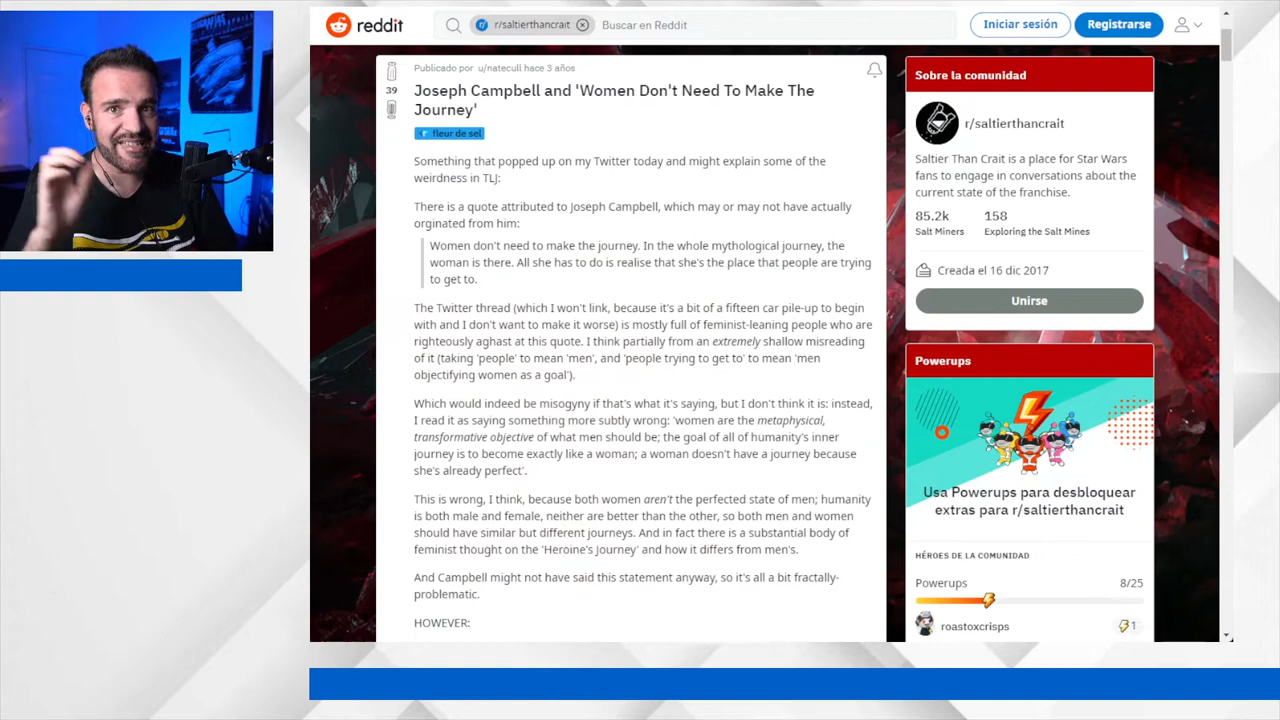 reddit
r/saltierthancrait
Buscar en Reddit
Iniciar sesión
Registrarse
Publicado por u/natecull hace 3 años
39
Joseph Campbell and 'Women Don't Need To Make The
Journey'
fleur de sel
Something that popped up on my Twitter today and might explain some of the
weirdness in TLJ:
There is a quote attributed to Joseph Campbell, which may or may not have actually
orginated from him:
Women don't need to make the journey. In the whole mythological journey, the
woman is there. All she has to do is realise that she's the place that people are trying
to get to.
The Twitter thread (which I won't link, because it's a bit of a fifteen car pile-up to begin
with and I don't want to make it worse) is mostly full of feminist-leaning people who are
righteously aghast at this quote. I think partially from an extremely shallow misreading
of it (taking 'people' to mean 'men', and 'people trying to get to' to mean 'men
objectifying women as a goal').
Which would indeed be misogyny if that's what it's saying, but I don't think it is: instead,
I read it as saying something more subtly wrong: 'women are the metaphysical,
transformative objective of what men should be; the goal of all of humanity's inner
journey is to become exactly like a woman; a woman doesn't have a journey because
she's already perfect'.
This is wrong, I think, because both women aren't the perfected state of men; humanity
is both male and female, neither are better than the other, so both men and women
should have similar but different journeys. And in fact there is a substantial body of
feminist thought on the 'Heroine's Journey' and how it differs from men's.
And Campbell might not have said this statement anyway, so it's all a bit fractally-
problematic.
HOWEVER:
Sobre la comunidad
r/saltierthancrait
Saltier Than Crait is a place for Star Wars
fans to engage in conversations about the
current state of the franchise.
85.2k
158
Salt Miners
Exploring the Salt Mines
Creada el 16 dic 2017
Unirse
Powerups
Usa Powerups para desbloquear
extras para r/saltierthancrait
HÉROES DE LA COMUNIDAD
Powerups
8/25
roastoxcrisps
1